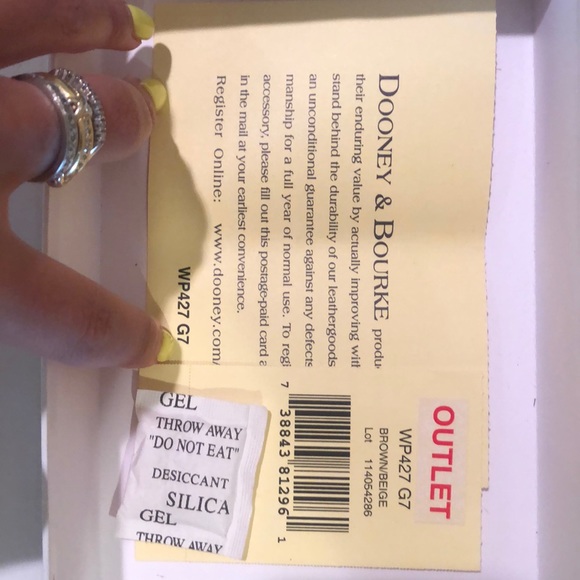 DOONEY & BOURKE produ
their enduring value by actually improving wit
stand behind the durability of our leathergoods
an unconditional guarantee against any defects
manship for a full year of normal use. To regi
accessory, please fill out this postage-paid card a
in the mail at your earliest convenience.
Register Online: www.dooney.com/
WP427 G7
OUTLET
WP427 G7
BROWN/BEIGE
Lot 114054286
7 38843 81296 1
GEL
THROW AWAY
"DO NOT EAT"
DESICCANT
SILICA
GEL
THROW AWAY